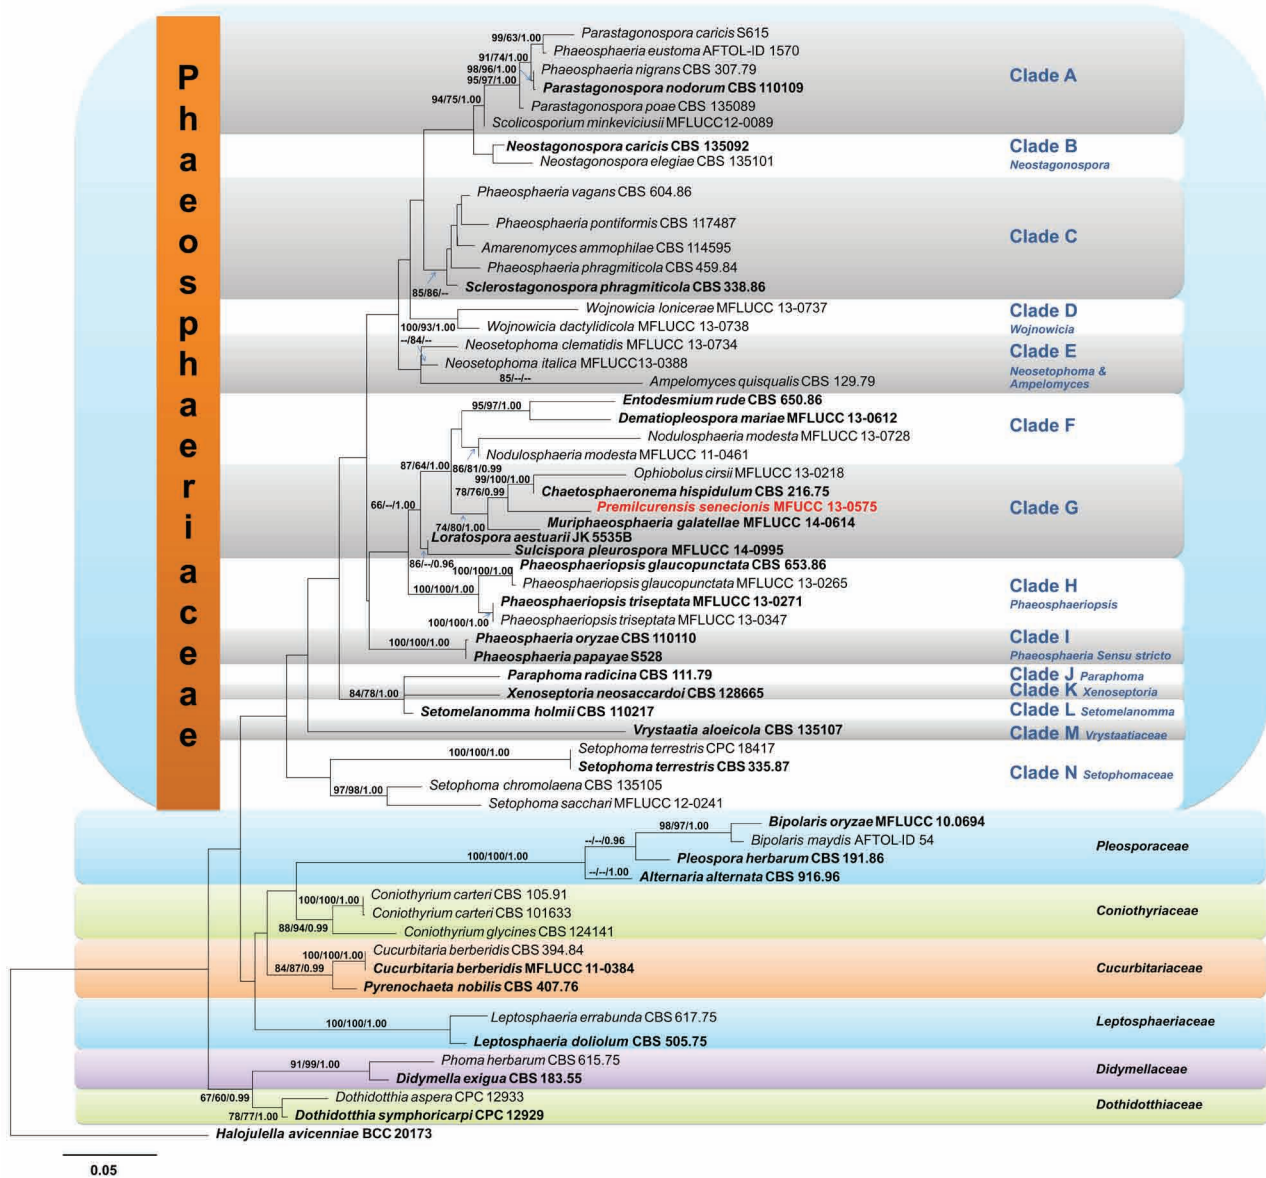 Phaeosphaeriaceae
99/63/1.00
Parastagonospora caricis S615
Phaeosphaeria eustoma AFTOL-ID 1570
91/74/1.00
98/96/1.00
Phaeosphaeria nigrans CBS 307.79
95/97/1.00
Parastagonospora nodorum CBS 110109
Clade A
94/75/1.00
Parastagonospora poae CBS 135089
Scolicosporium minkeviciusii MFLUCC12-0089
Neostagonospora caricis CBS 135092
Clade B
Neostagonospora elegiae CBS 135101
Neostagonospora
Phaeosphaeria vagans CBS 604.86
Phaeosphaeria pontiformis CBS 117487
Clade C
Amarenomyces ammophilae CBS 114595
Phaeosphaeria phragmiticola CBS 459.84
Sclerostagonospora phragmiticola CBS 338.86
85/86/--
Wojnowicia lonicerae MFLUCC 13-0737
Clade D
100/93/1.00
Wojnowicia dactylidicola MFLUCC 13-0738
Wojnowicia
--/84/--
Neosetophoma clematidis MFLUCC 13-0734
Clade E
Neosetophoma italica MFLUCC13-0388
Neosetophoma &
Ampelomyces
85/--/--
Ampelomyces quisqualis CBS 129.79
95/97/1.00
Entodesmium rude CBS 650.86
Dematiopleospora mariae MFLUCC 13-0612
Clade F
Nodulosphaeria modesta MFLUCC 13-0728
Nodulosphaeria modesta MFLUCC 11-0461
87/64/1.00
86/81/0.99
Ophiobolus cirsii MFLUCC 13-0218
99/100/1.00
Chaetosphaeronema hispidulum CBS 216.75
78/76/0.99
66/--/1.00
Premilcurensis senecionis MFUCC 13-0575
Clade G
Muriphaeosphaeria galatellae MFLUCC 14-0614
74/80/1.00
Loratospora aestuarii JK 5535B
Sulcispora pleurospora MFLUCC 14-0995
86/--/0.96
Phaeosphaeriopsis glaucopunctata CBS 653.86
100/100/1.00
Phaeosphaeriopsis glaucopunctata MFLUCC 13-0265
Clade H
100/100/1.00
Phaeosphaeriopsis triseptata MFLUCC 13-0271
Phaeosphaeriopsis
100/100/1.00
Phaeosphaeriopsis triseptata MFLUCC 13-0347
Phaeosphaeria oryzae CBS 110110
Clade I
100/100/1.00
Phaeosphaeria papayae S528
Phaeosphaeria Sensu stricto
Paraphoma radicina CBS 111.79
Clade J Paraphoma
84/78/1.00
Xenoseptoria neosaccardoi CBS 128665
Clade K Xenoseptoria
Setomelanomma holmii CBS 110217
Clade L Setomelanomma
Vrystaatia aloeicola CBS 135107
Clade M Vrystaatiaceae
100/100/1.00
Setophoma terrestris CPC 18417
Setophoma terrestris CBS 335.87
Clade N Setophomaceae
97/98/1.00
Setophoma chromolaena CBS 135105
Setophoma sacchari MFLUCC 12-0241
98/97/1.00
Bipolaris oryzae MFLUCC 10.0694
--/--/0.96
Bipolaris maydis AFTOL-ID 54
Pleosporaceae
100/100/1.00
Pleospora herbarum CBS 191.86
--/--/1.00
Alternaria alternata CBS 916.96
100/100/1.00
Coniothyrium carteri CBS 105.91
Coniothyrium carteri CBS 101633
Coniothyriaceae
88/94/0.99
Coniothyrium glycines CBS 124141
100/100/1.00
Cucurbitaria berberidis CBS 394.84
84/87/0.99
Cucurbitaria berberidis MFLUCC 11-0384
Cucurbitariaceae
Pyrenochaeta nobilis CBS 407.76
100/100/1.00
Leptosphaeria errabunda CBS 617.75
Leptosphaeriaceae
Leptosphaeria doliolum CBS 505.75
91/99/1.00
Phoma herbarum CBS 615.75
Didymellaceae
Didymella exigua CBS 183.55
67/60/0.99
Dothidotthia aspera CPC 12933
Dothidotthiaceae
78/77/1.00
Dothidotthia symphoricarpi CPC 12929
Halojulella avicenniae BCC 20173
0.05